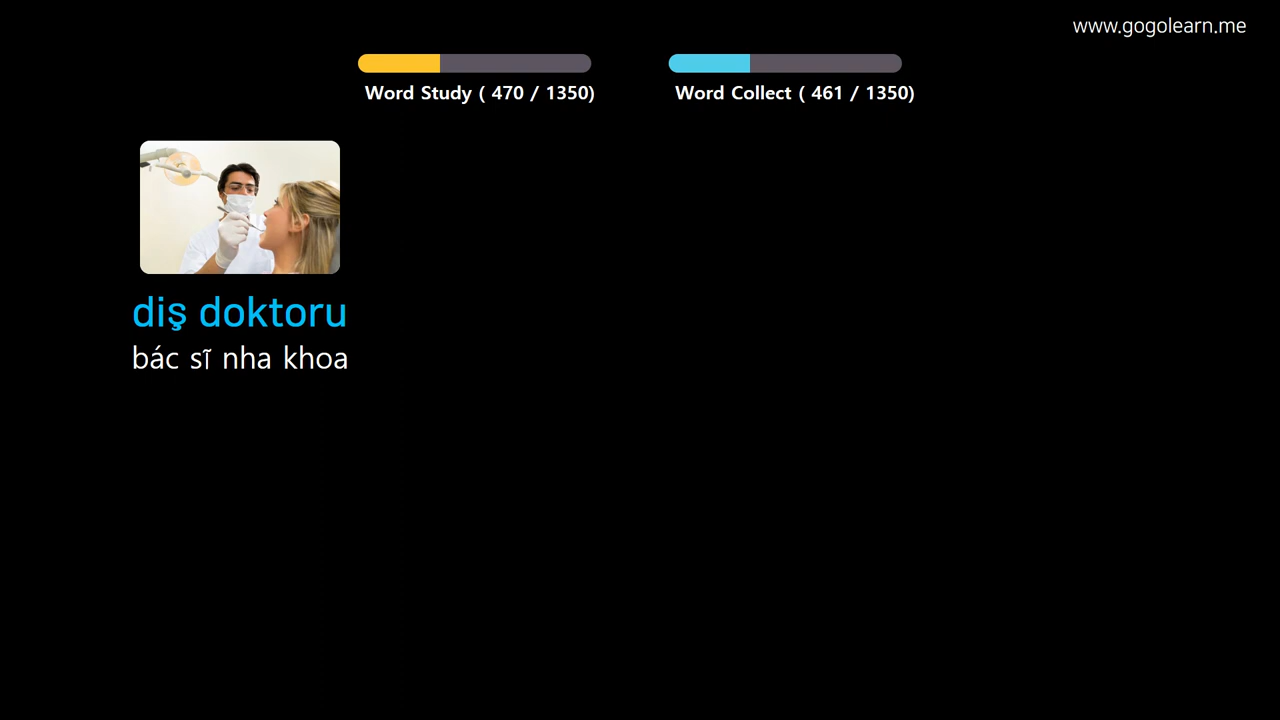 www.gogolearn.me
Word Study ( 470 / 1350)
Word Collect ( 461 / 1350)
diş doktoru
bác sĩ nha khoa